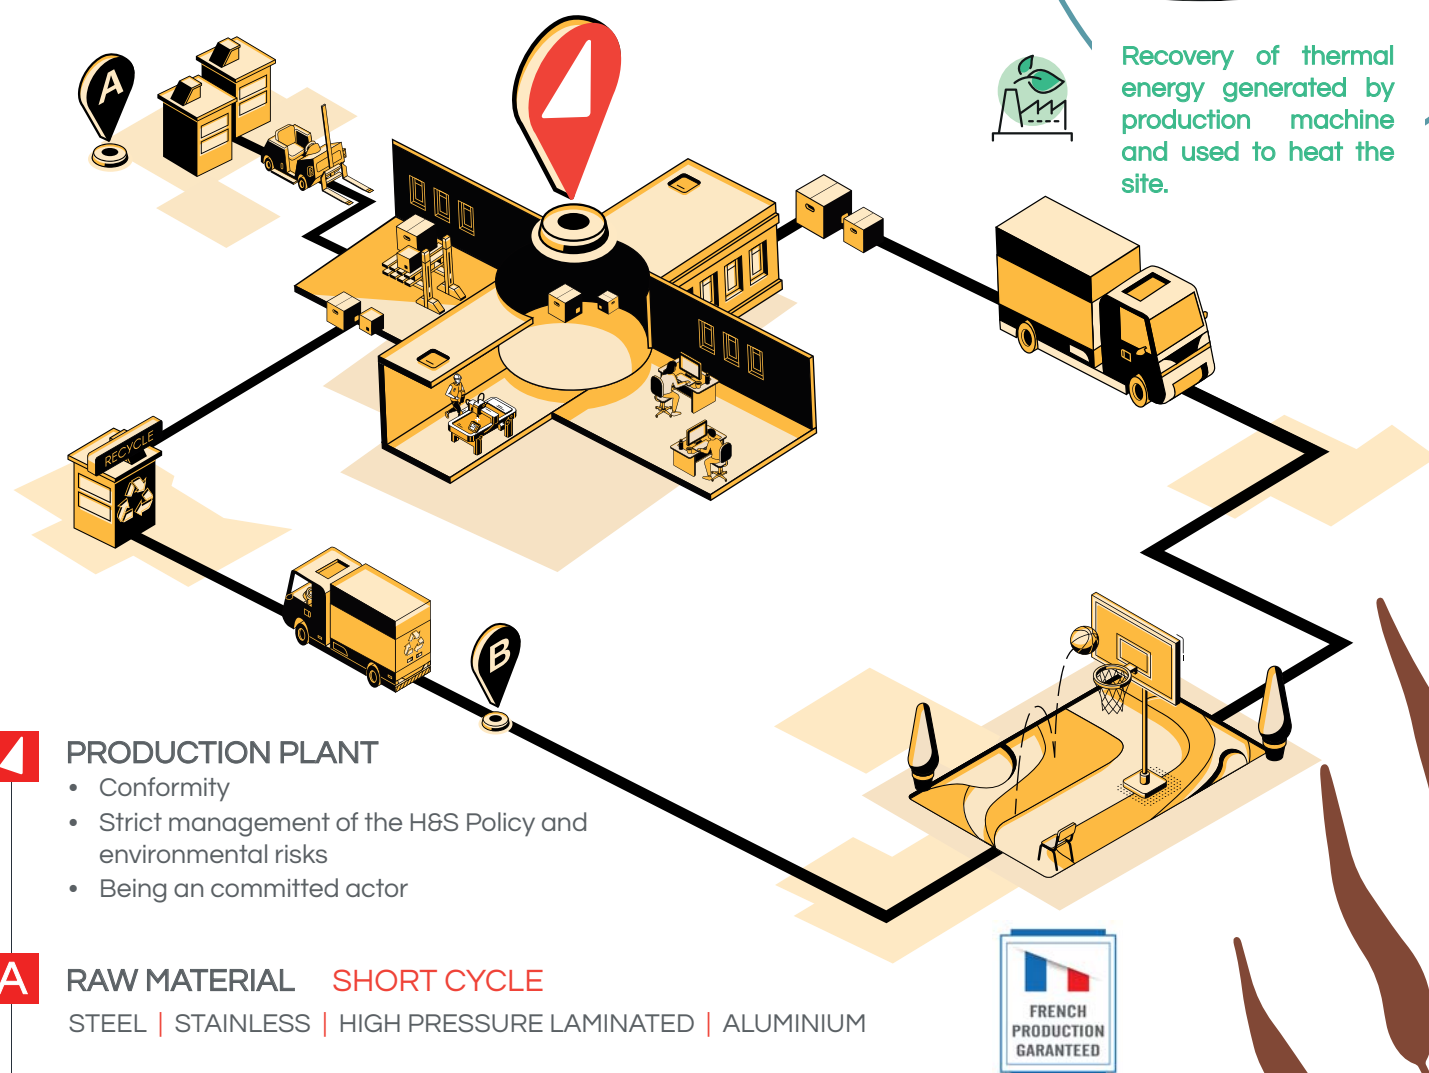 A
Recovery of thermal
energy generated by
production machine
and used to heat the
site.
RECYCLE
B
PRODUCTION PLANT
• Conformity
• Strict management of the H&S Policy and
environmental risks
• Being an committed actor
A RAW MATERIAL SHORT CYCLE
STEEL | STAINLESS | HIGH PRESSURE LAMINATED | ALUMINIUM
FRENCH
PRODUCTION
GARANTEED